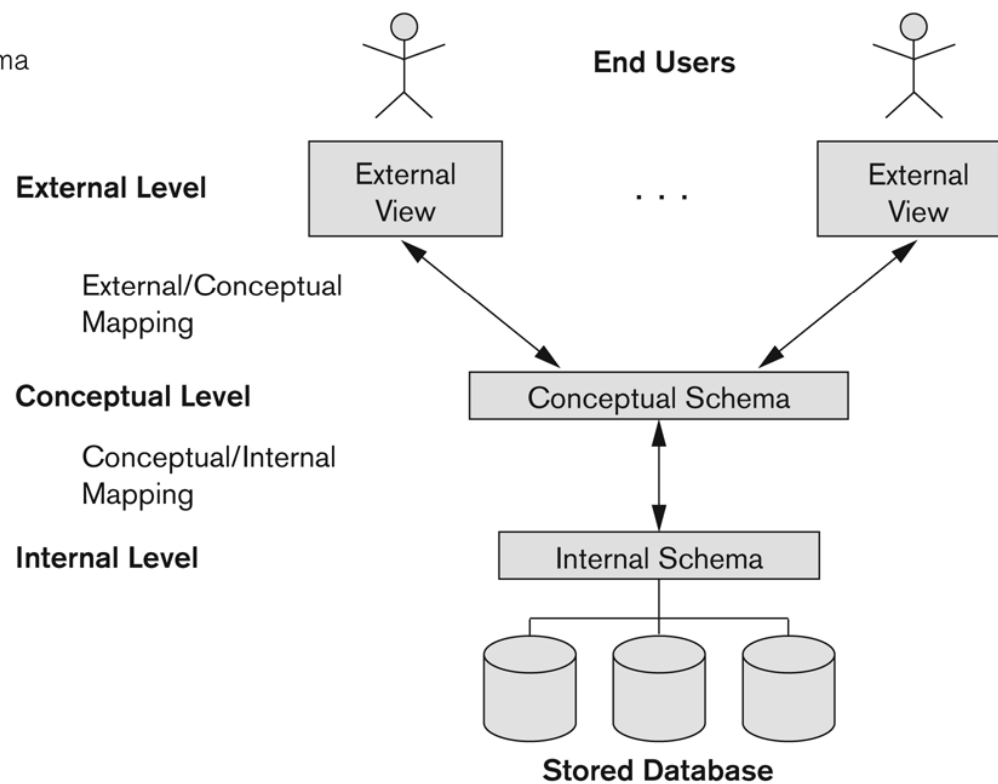 End Users
External Level
External
View
. . .
External
View
External/Conceptual
Mapping
Conceptual Level
Conceptual Schema
Conceptual/Internal
Mapping
Internal Level
Internal Schema
Stored Database